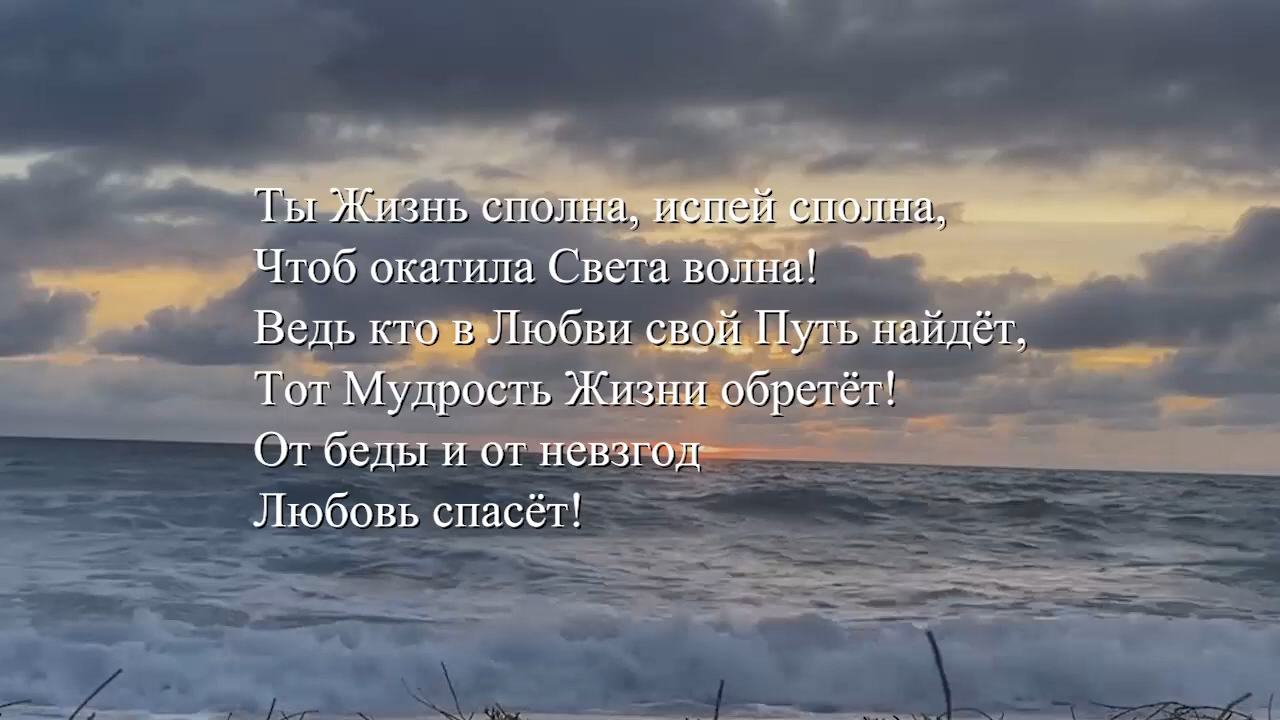 Ты Жизнь сполна, испей сполна,
Чтоб окатила Света волна!
Ведь кто в Любви свой Путь найдёт,
Тот Мудрость Жизни обретёт!
От беды и от невзгод
Любовь спасёт!